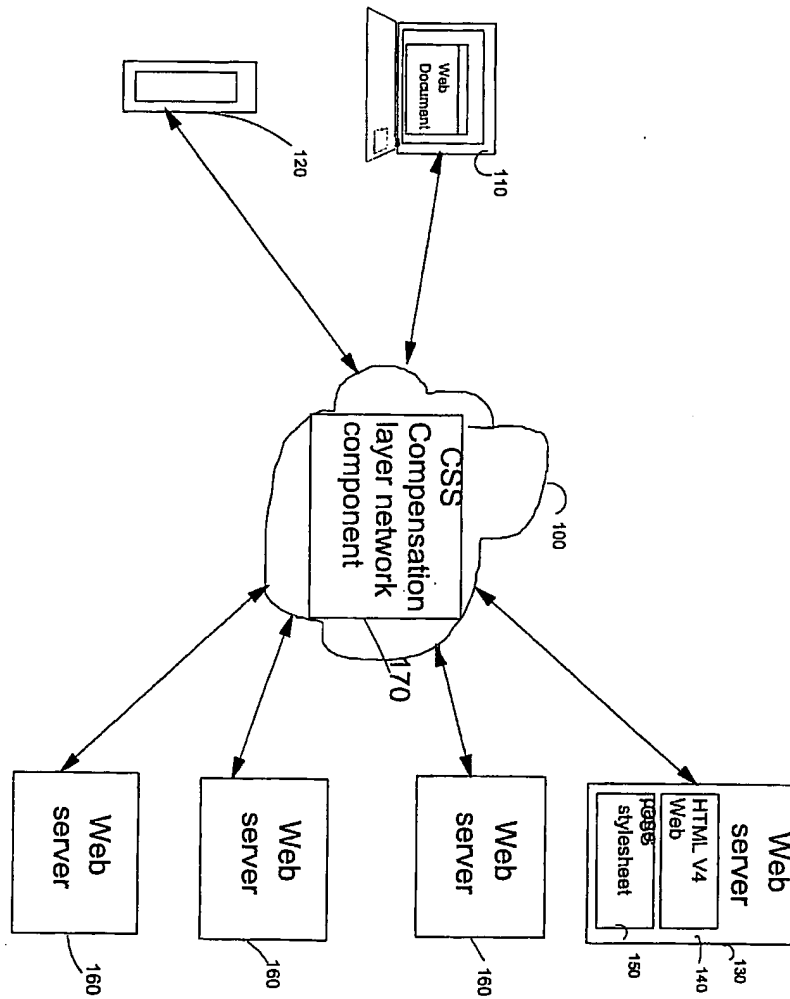 Web
Document
110
120
100
CSS
Compensation
layer network
component
170
Web
server
HTML V4
Web
page
stylesheet
130
140
150
Web
server
160
Web
server
160
Web
server
160